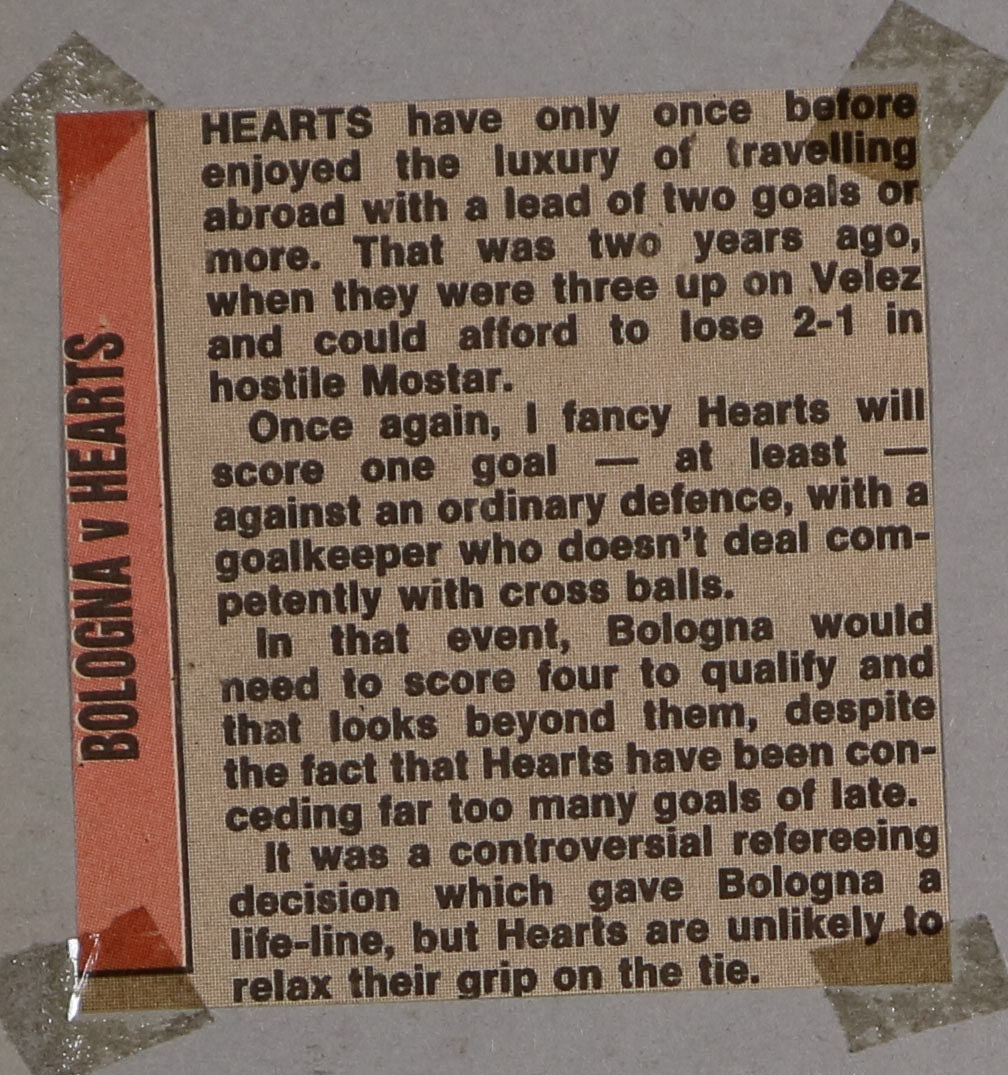 BOLOGNA v HEARTS
HEARTS have only once before
enjoyed the luxury of travelling
abroad with a lead of two goals or
more. That was two years ago,
when they were three up on Velez
and could afford to lose 2-1 in
hostile Mostar.
Once again, I fancy Hearts will
score one goal — at least —
against an ordinary defence, with a
goalkeeper who doesn't deal com-
petently with cross balls.
In that event, Bologna would
need to score four to qualify and
that looks beyond them, despite
the fact that Hearts have been con-
ceding far too many goals of late.
It was a controversial refereeing
decision which gave Bologna a
life-line, but Hearts are unlikely to
relax their grip on the tie.